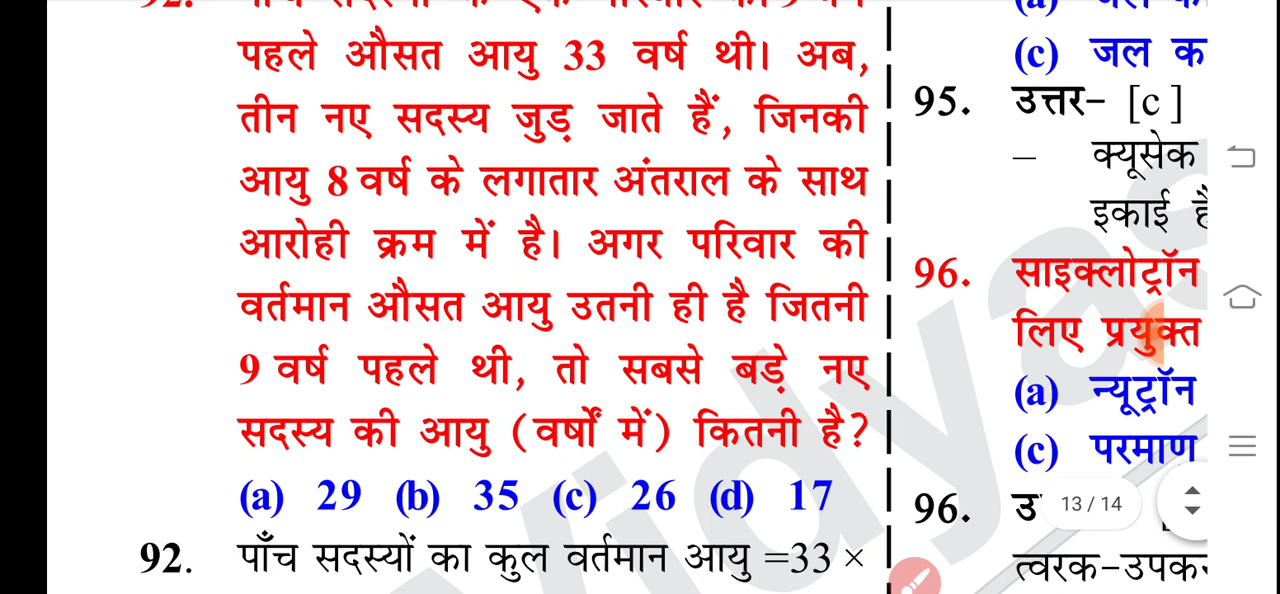 92.
पहले औसत आयु 33 वर्ष थी। अब,
तीन नए सदस्य जुड़ जाते हैं, जिनकी
आयु 8 वर्ष के लगातार अंतराल के साथ
आरोही क्रम में है। अगर परिवार की
वर्तमान औसत आयु उतनी ही है जितनी
9 वर्ष पहले थी, तो सबसे बड़े नए
सदस्य की आयु (वर्षों में) कितनी है?
(a) 29 (b) 35 (c) 26 (d) 17
92. पाँच सदस्यों का कुल वर्तमान आयु =33 ×
(c) जल क
95. उत्तर– [c]
– क्यूसेक
इकाई है
96. साइक्लोट्रॉन
लिए प्रयुक्त
(a) न्यूट्रॉन
(c) परमाण
96. उ
त्वरक–उपक
13 / 14
Vidyas